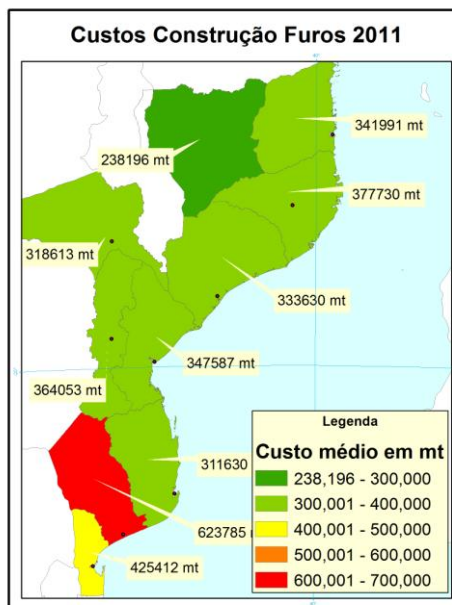 Custos Construção Furos 2011
341991 mt
238196 mt
377730 mt
318613 mt
333630 mt
347587 mt
364053 mt
311630
623785
425412 mt
Legenda
Custo médio em mt
238,196 - 300,000
300,001 - 400,000
400,001 - 500,000
500,001 - 600,000
600,001 - 700,000